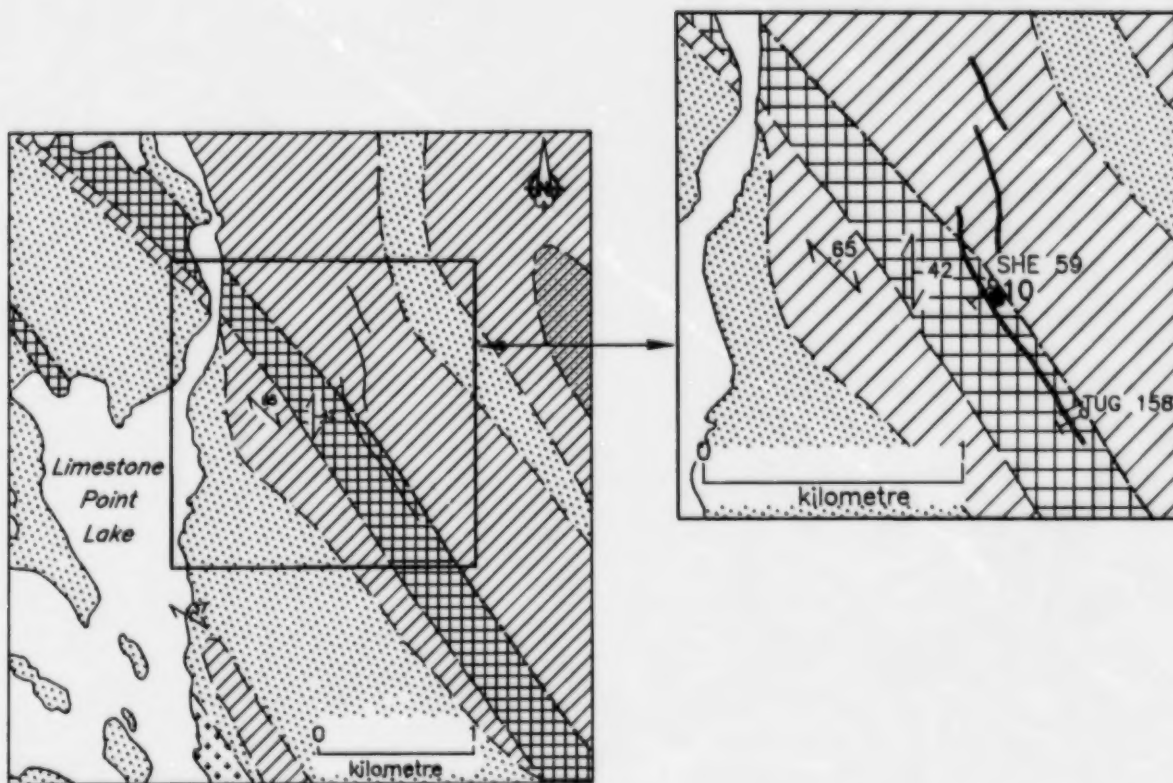 Limestone
Point
Lake
0 1
kilometre
65
42
SHE 59
10
TUG 158
0 1
kilometre